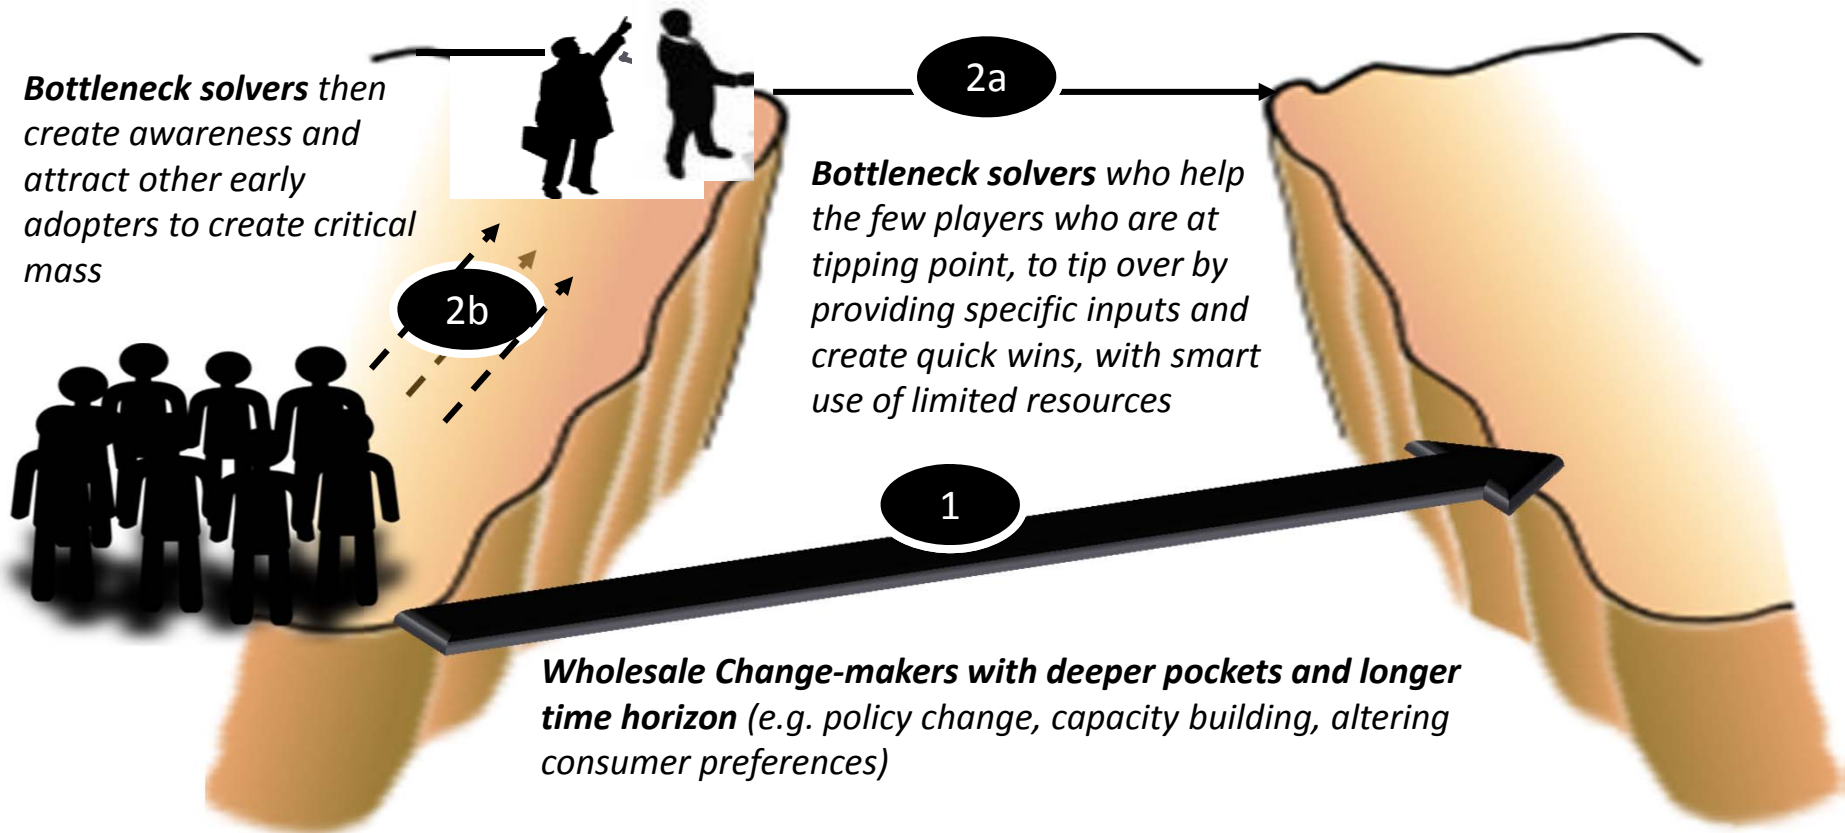 Bottleneck solvers then
create awareness and
attract other early
adopters to create critical
mass
2a
Bottleneck solvers who help
the few players who are at
tipping point, to tip over by
providing specific inputs and
create quick wins, with smart
use of limited resources
2b
1
Wholesale Change-makers with deeper pockets and longer
time horizon (e.g. policy change, capacity building, altering
consumer preferences)